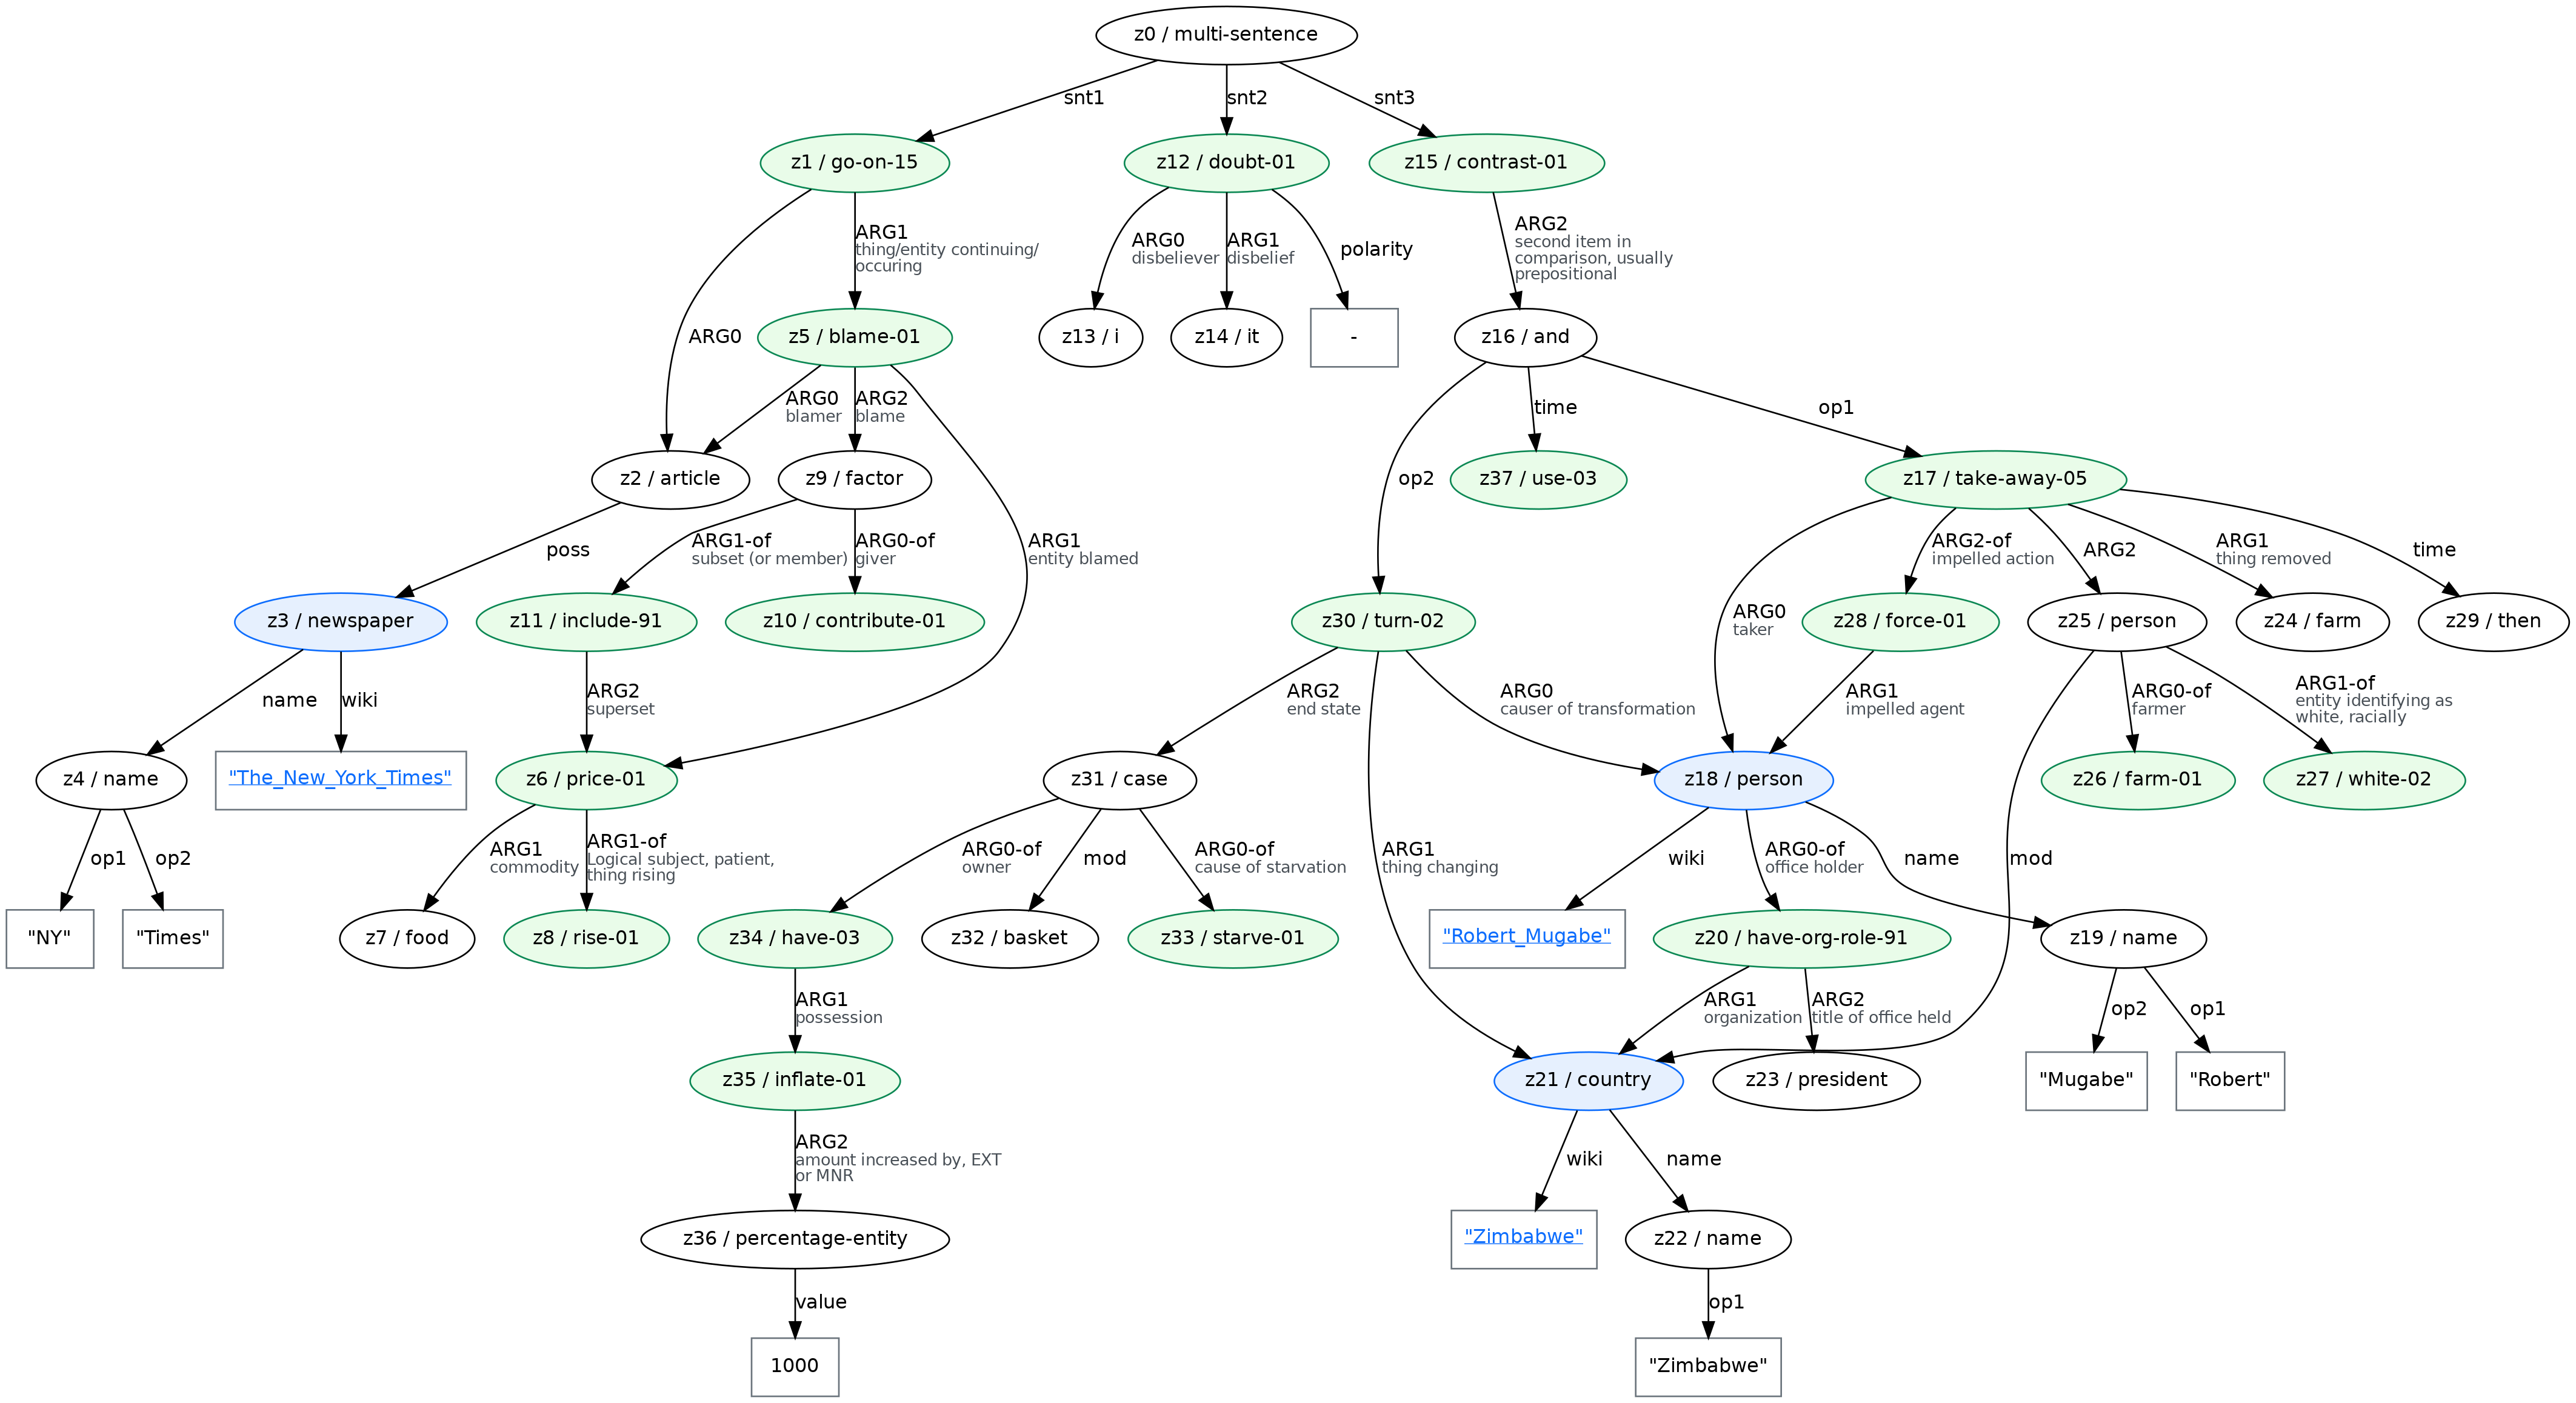 z0 / multi-sentence
snt1
snt2
snt3
z1 / go-on-15
z12 / doubt-01
z15 / contrast-01
ARG0
ARG1
thing/entity continuing/
occuring
ARG0
disbeliever
ARG1
disbelief
polarity
ARG2
second item in
comparison, usually
prepositional
z5 / blame-01
z13 / i
z14 / it
-
z16 / and
ARG0
blamer
ARG2
blame
ARG1
entity blamed
op2
time
op1
z2 / article
z9 / factor
z37 / use-03
z17 / take-away-05
poss
ARG1-of
subset (or member)
ARG0-of
giver
ARG0
taker
ARG2-of
impelled action
ARG2
ARG1
thing removed
time
z3 / newspaper
z11 / include-91
z10 / contribute-01
z30 / turn-02
z28 / force-01
z25 / person
z24 / farm
z29 / then
name
wiki
ARG2
superset
ARG2
end state
ARG1
thing changing
ARG0
causer of transformation
ARG1
impelled agent
mod
ARG0-of
farmer
ARG1-of
entity identifying as
white, racially
z4 / name
"The_New_York_Times"
z6 / price-01
z31 / case
z18 / person
z26 / farm-01
z27 / white-02
op1
op2
ARG1
commodity
ARG1-of
Logical subject, patient,
thing rising
ARG0-of
owner
mod
ARG0-of
cause of starvation
wiki
ARG0-of
office holder
name
"NY"
"Times"
z7 / food
z8 / rise-01
z34 / have-03
z32 / basket
z33 / starve-01
"Robert_Mugabe"
z20 / have-org-role-91
z19 / name
ARG1
possession
ARG1
organization
ARG2
title of office held
op2
op1
z35 / inflate-01
z21 / country
z23 / president
"Mugabe"
"Robert"
ARG2
amount increased by, EXT
or MNR
wiki
name
z36 / percentage-entity
"Zimbabwe"
z22 / name
value
op1
1000
"Zimbabwe"